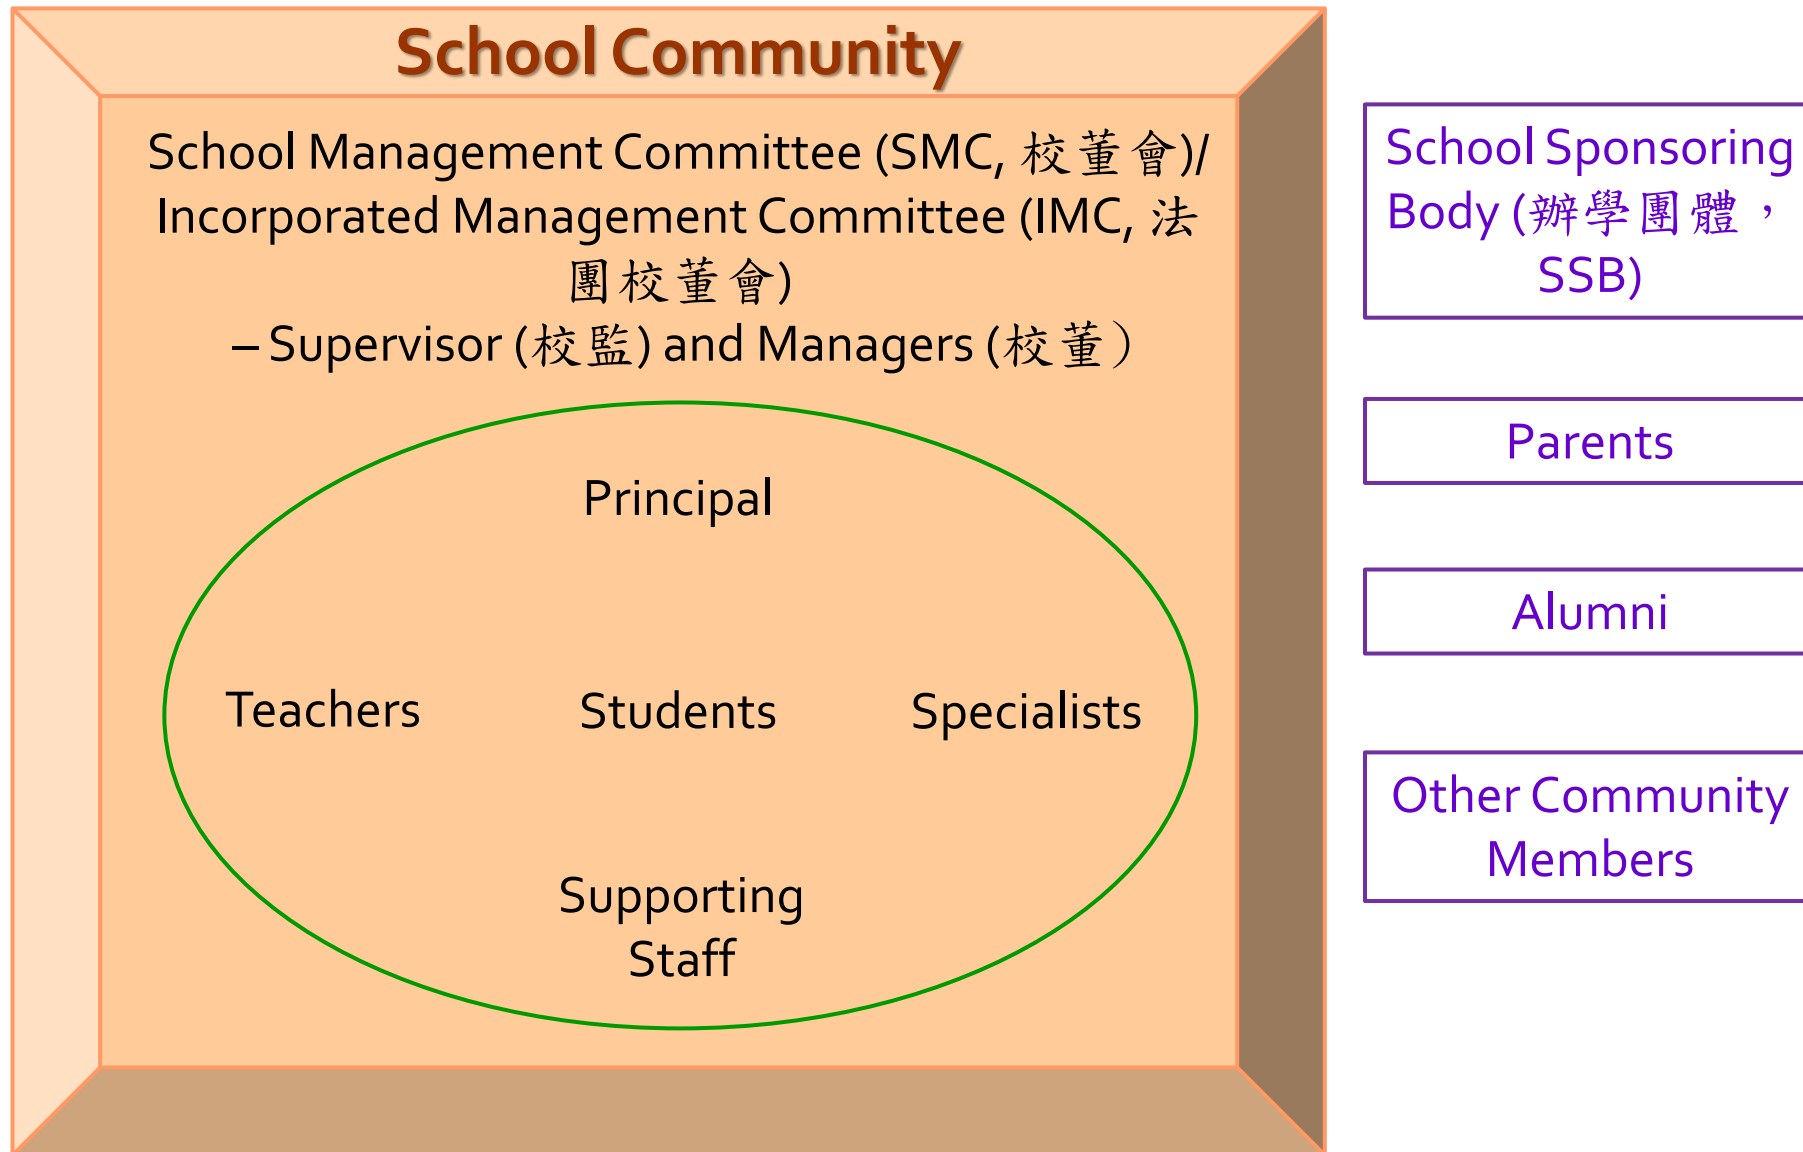 School Community
School Management Committee (SMC, 校董會)/
Incorporated Management Committee (IMC, 法
團校董會)
– Supervisor (校監) and Managers (校董）
Principal
Teachers
Students
Specialists
Supporting
Staff
School Sponsoring
Body (辦學團體，
SSB)
Parents
Alumni
Other Community
Members